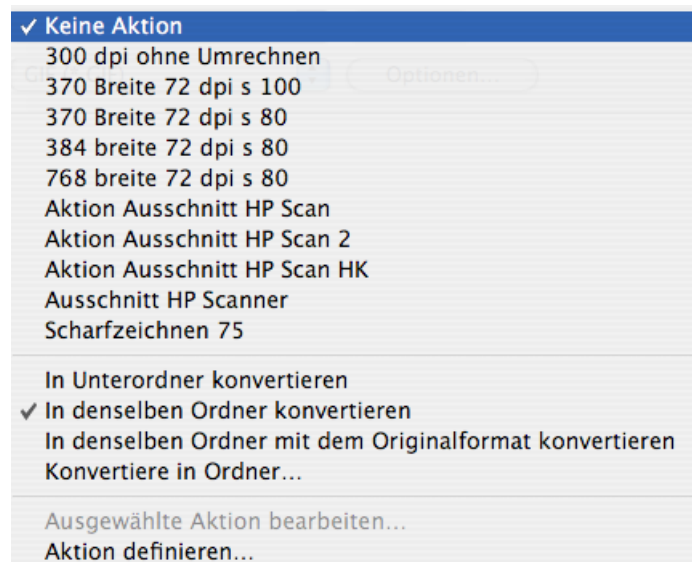 ✓ Keine Aktion
300 dpi ohne Umrechnen
370 Breite 72 dpi s 100
370 Breite 72 dpi s 80
384 breite 72 dpi s 80
768 breite 72 dpi s 80
Aktion Ausschnitt HP Scan
Aktion Ausschnitt HP Scan 2
Aktion Ausschnitt HP Scan HK
Ausschnitt HP Scanner
Scharfzeichnen 75
In Unterordner konvertieren
✓ In denselben Ordner konvertieren
In denselben Ordner mit dem Originalformat konvertieren
Konvertiere in Ordner...
Ausgewählte Aktion bearbeiten...
Aktion definieren...
Optionen...